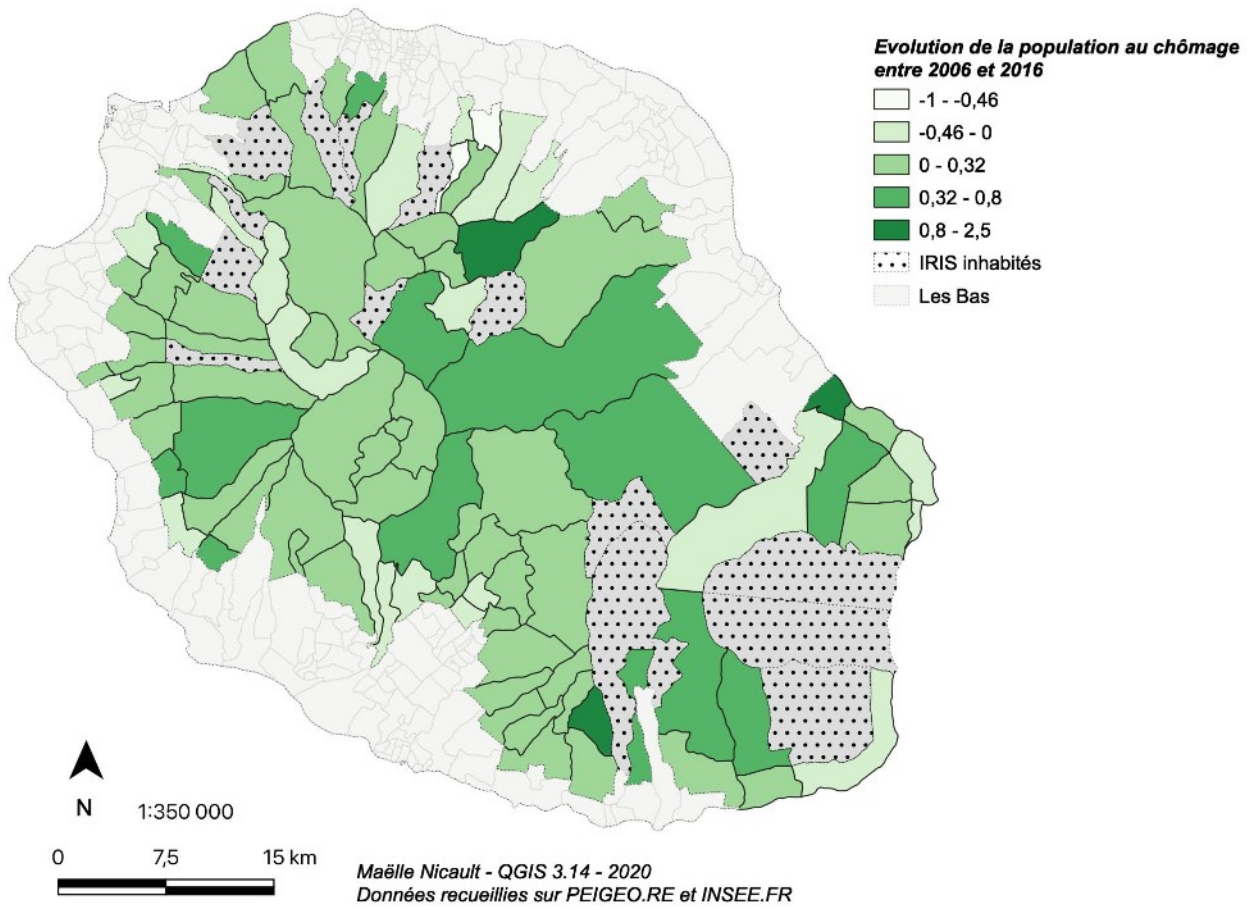 Evolution de la population au chômage
entre 2006 et 2016
-1 - -0,46
-0,46 - 0
0 - 0,32
0,32 - 0,8
0,8 - 2,5
IRIS inhabités
Les Bas
N
1:350 000
0 7,5 15 km
Maëlle Nicault - QGIS 3.14 - 2020
Données recueillies sur PEIGEO.RE et INSEE.FR